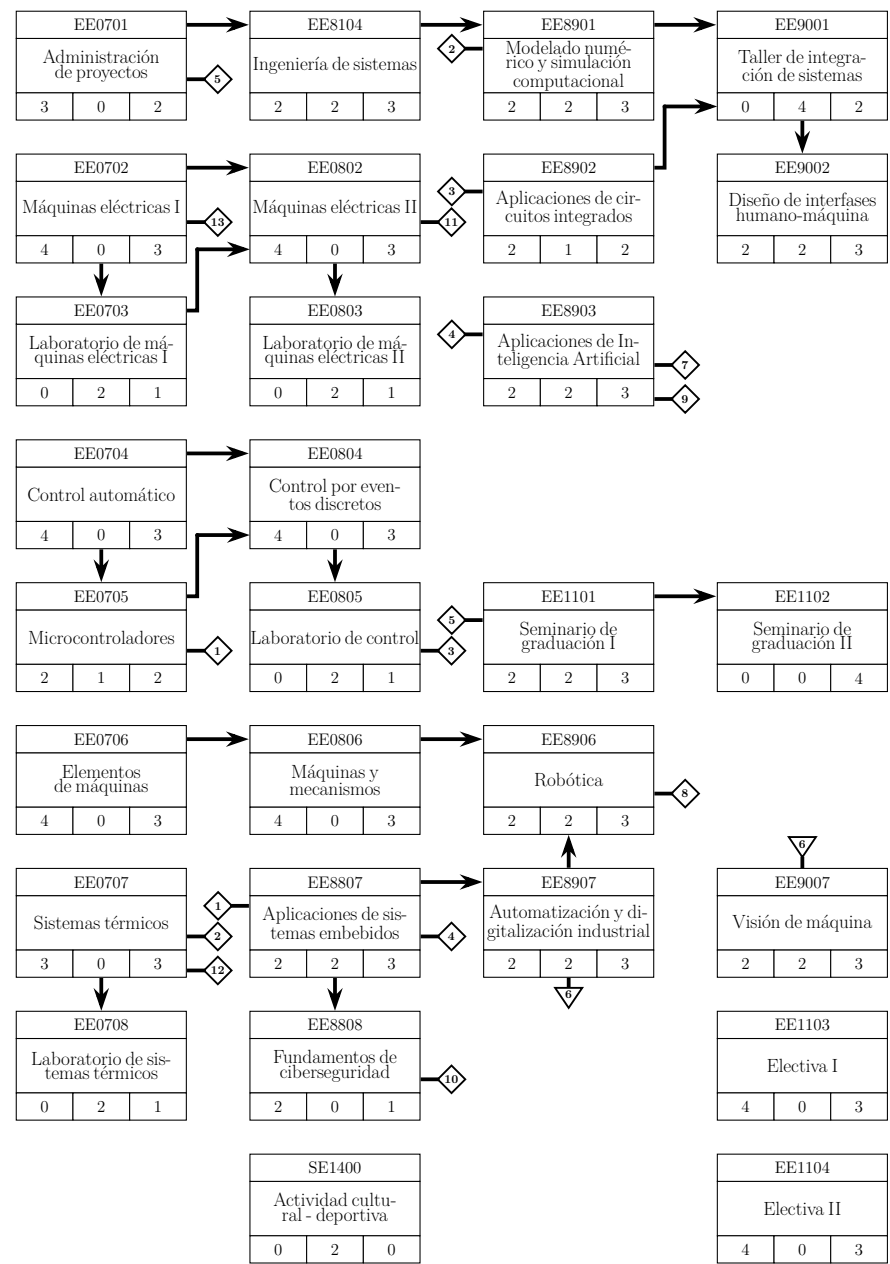 EE0701
Administración
de proyectos
5
3 0 2
EE8104
Ingeniería de sistemas
2 2 3
EE8901
2
Modelado numé-
rico y simulación
computacional
2 2 3
EE9001
Taller de integra-
ción de sistemas
0 4 2
EE0702
Máquinas eléctricas I
13
4 0 3
EE0802
Máquinas eléctricas II
11
4 0 3
EE8902
3
Aplicaciones de cir-
cuitos integrados
2 1 2
EE9002
Diseño de interfases
humano-máquina
2 2 3
EE0703
Laboratorio de má-
quinas eléctricas I
0 2 1
EE0803
Laboratorio de má-
quinas eléctricas II
0 2 1
EE8903
4
Aplicaciones de In-
teligencia Artificial
7
2 2 3
9
EE0704
Control automático
4 0 3
EE0804
Control por even-
tos discretos
4 0 3
EE0705
Microcontroladores
1
2 1 2
EE0805
Laboratorio de control
3
0 2 1
EE1101
5
Seminario de
graduación I
2 2 3
EE1102
Seminario de
graduación II
0 0 4
EE0706
Elementos
de máquinas
4 0 3
EE0806
Máquinas y
mecanismos
4 0 3
EE8906
Robótica
8
2 2 3
EE0707
Sistemas térmicos
2
3 0 3
12
EE8807
1
Aplicaciones de sis-
temas embebidos
4
2 2 3
EE8907
Automatización y di-
gitalización industrial
2 2 3
6
6
EE9007
Visión de máquina
2 2 3
EE0708
Laboratorio de sis-
temas térmicos
0 2 1
EE8808
Fundamentos de
ciberseguridad
10
2 0 1
EE1103
Electiva I
4 0 3
SE1400
Actividad cultu-
ral - deportiva
0 2 0
EE1104
Electiva II
4 0 3